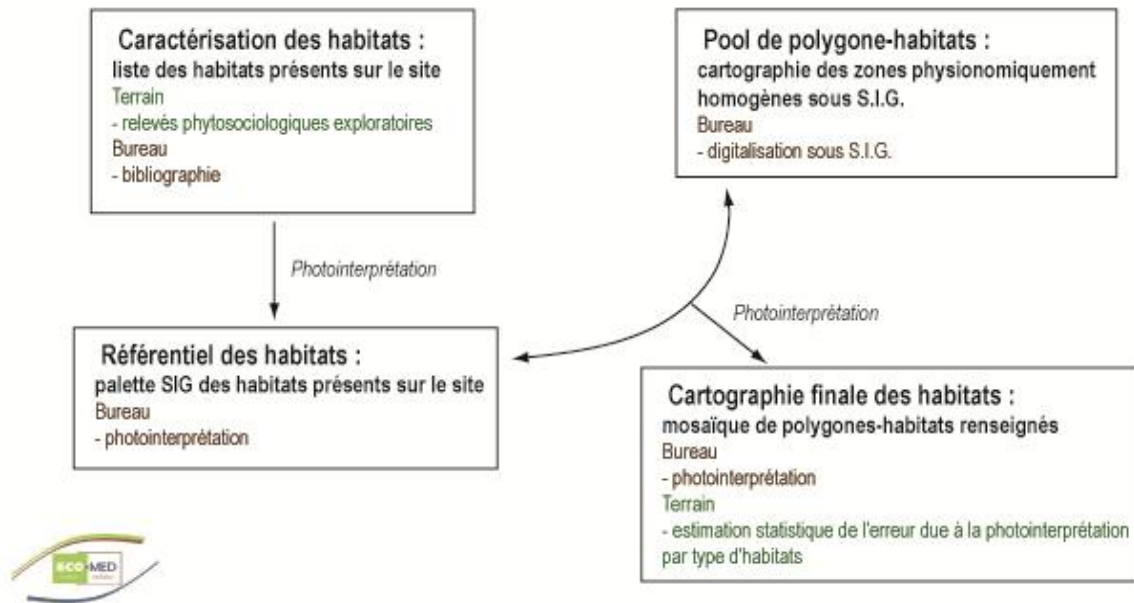 Caractérisation des habitats :
liste des habitats présents sur le site
Terrain
- relevés phytosociologiques exploratoires
Bureau
- bibliographie
Pool de polygone-habitats :
cartographie des zones physionomiquement
homogènes sous S.I.G.
Bureau
- digitalisation sous S.I.G.
Photointerprétation
Photointerprétation
Référentiel des habitats :
palette SIG des habitats présents sur le site
Bureau
- photointerprétation
Cartographie finale des habitats :
mosaïque de polygones-habitats renseignés
Bureau
- photointerprétation
Terrain
- estimation statistique de l'erreur due à la photointerprétation
par type d'habitats
ECO-MED